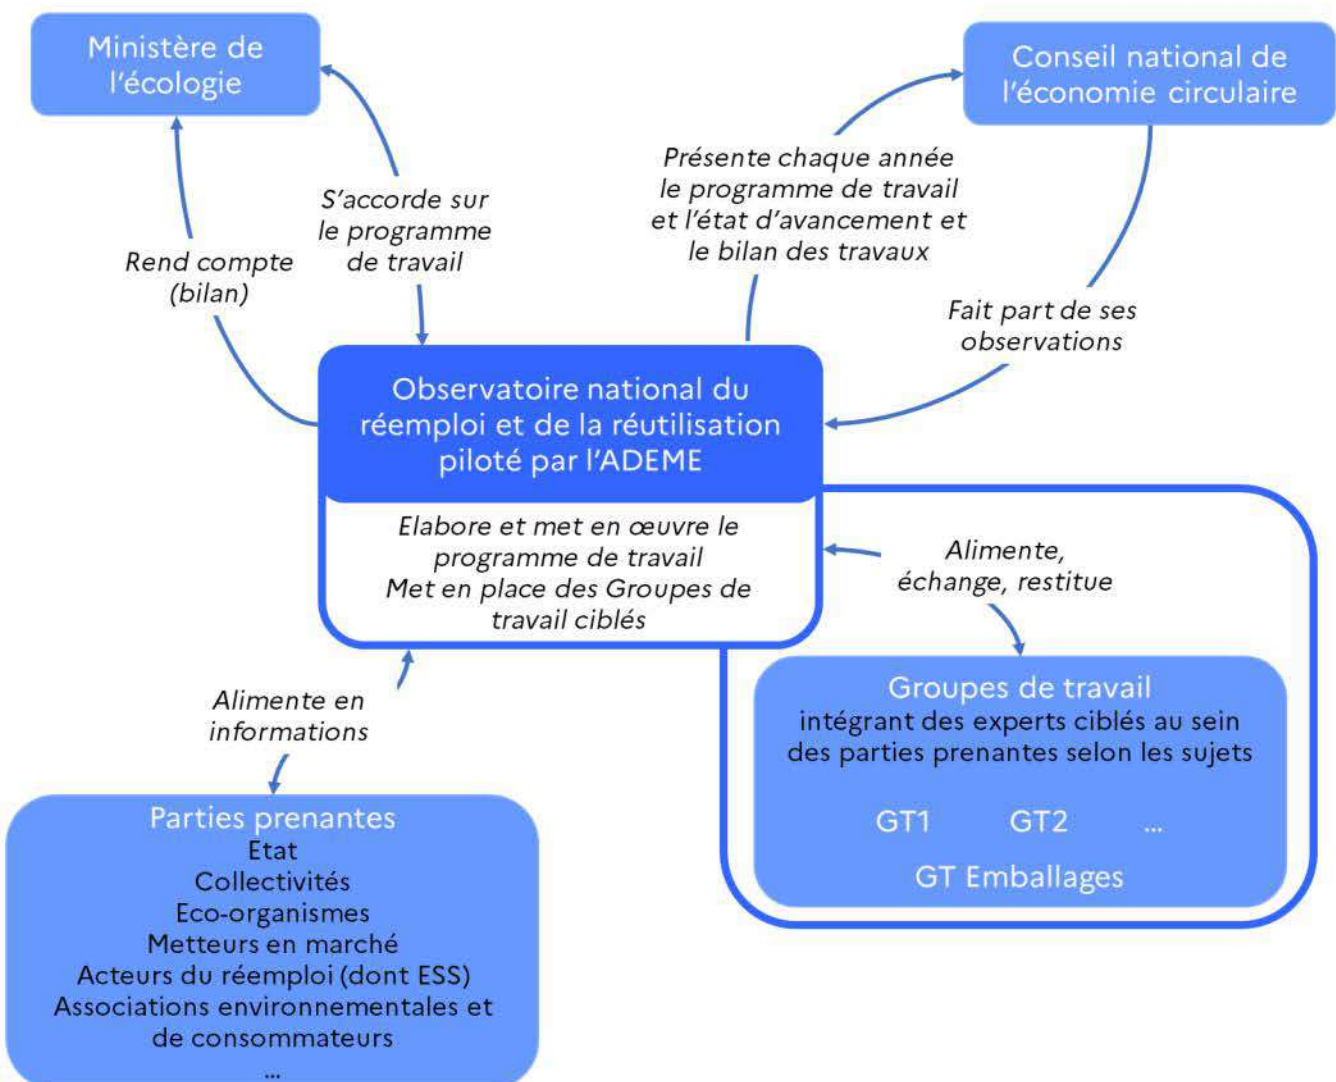 Ministère de
l'écologie
Conseil national de
l'économie circulaire
S'accorde sur
le programme
de travail
Présente chaque année
le programme de travail
et l'état d'avancement et
le bilan des travaux
Rend compte
(bilan)
Fait part de ses
observations
Observatoire national du
réemploi et de la réutilisation
piloté par l'ADEME
Elabore et met en œuvre le
programme de travail
Met en place des Groupes de
travail ciblés
Alimente,
échange, restitue
Alimente en
informations
Groupes de travail
intégrant des experts ciblés au sein
des parties prenantes selon les sujets
GT1 GT2 ...
GT Emballages
Parties prenantes
Etat
Collectivités
Eco-organismes
Metteurs en marché
Acteurs du réemploi (dont ESS)
Associations environnementales et
de consommateurs
...